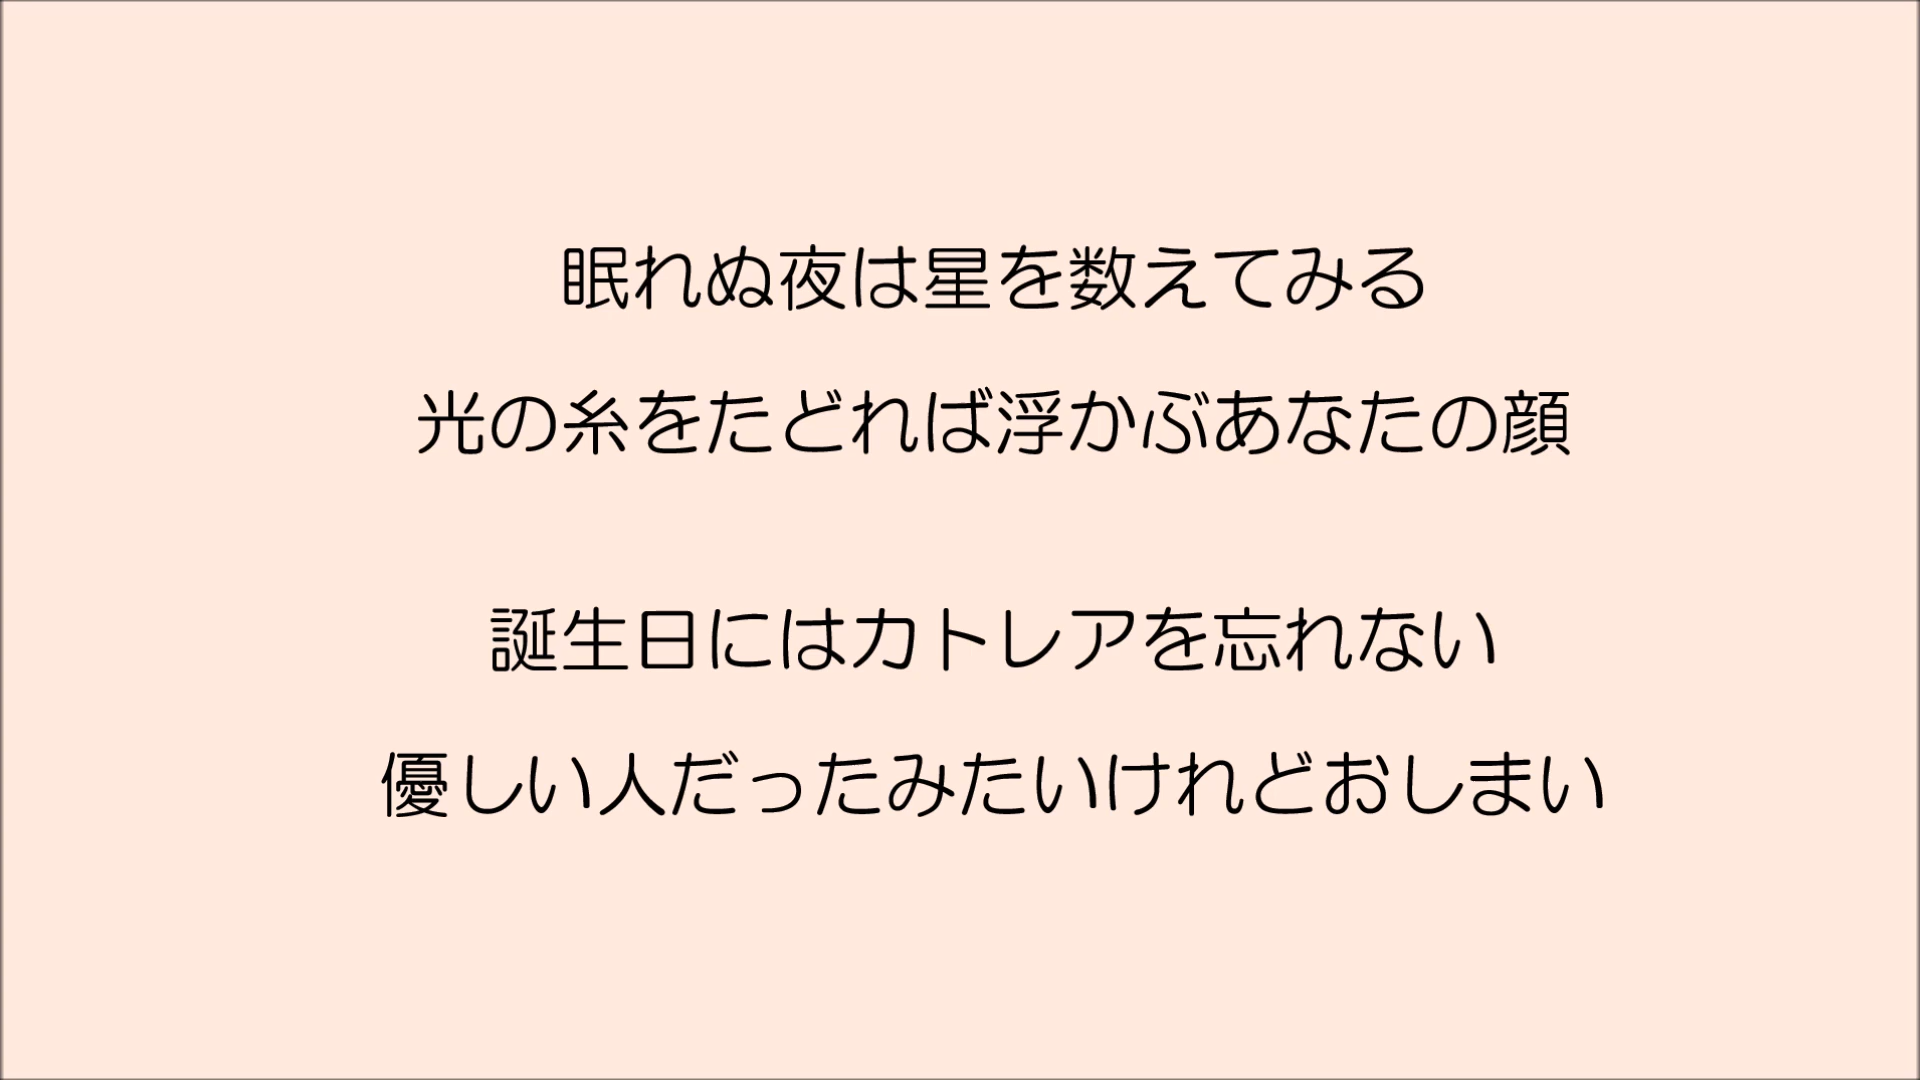 眠れぬ夜は星を数えてみる
光の糸をたどれば浮かぶあなたの顔
誕生日にはカトレアを忘れない
優しい人だったみたいけれどおしまい